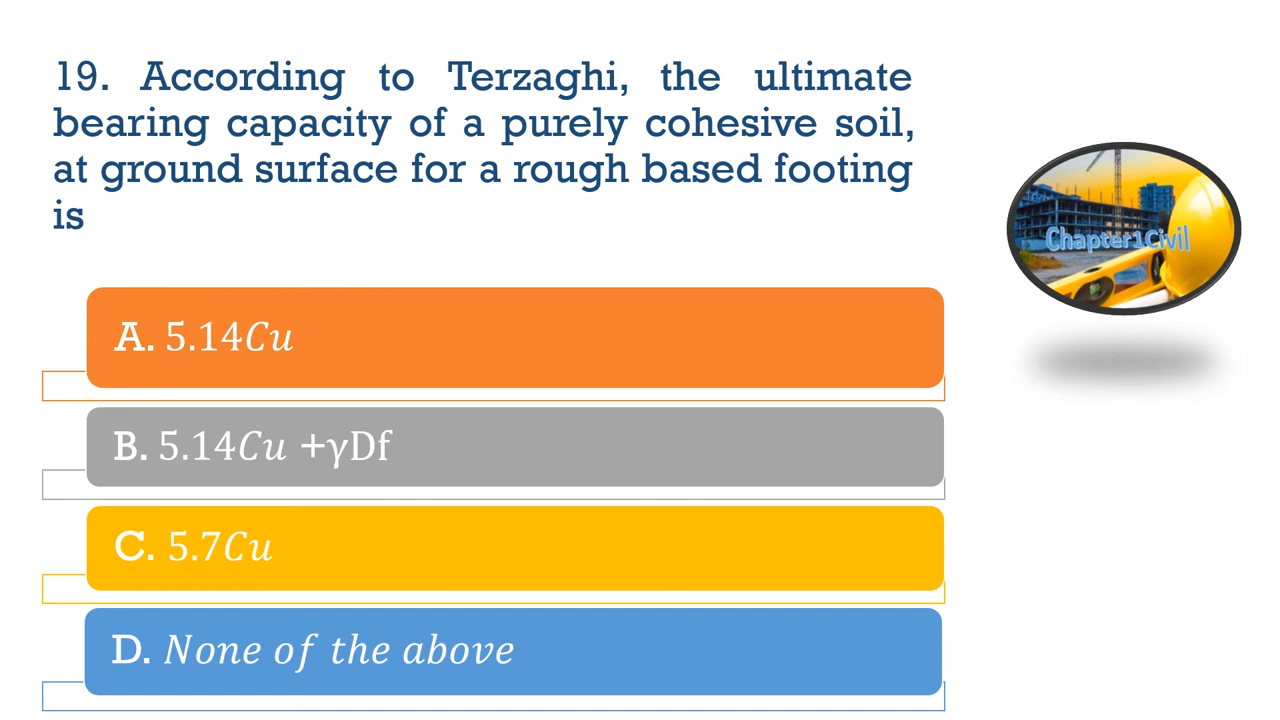 19. According to Terzaghi, the ultimate
bearing capacity of a purely cohesive soil,
at ground surface for a rough based footing
is
Chapter1Civil
A. 5.14Cu
B. 5.14Cu +γDf
C. 5.7Cu
D. None of the above